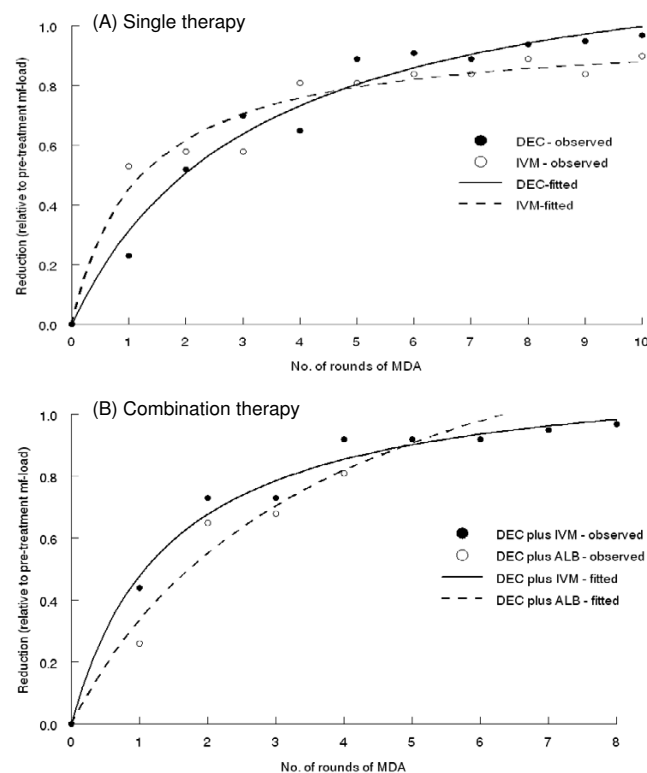 (A) Single therapy
Reduction (relative to pre-treatment mf-load)
1.0
0.8
0.6
0.4
0.2
0.0
DEC - observed
IVM - observed
DEC-fitted
IVM-fitted
0 1 2 3 4 5 6 7 8 9 10
No. of rounds of MDA
(B) Combination therapy
Reduction (relative to pre-treatment mf-load)
1.0
0.8
0.6
0.4
0.2
0.0
DEC plus IVM - observed
DEC plus ALB - observed
DEC plus IVM - fitted
DEC plus ALB - fitted
0 1 2 3 4 5 6 7 8
No. of rounds of MDA